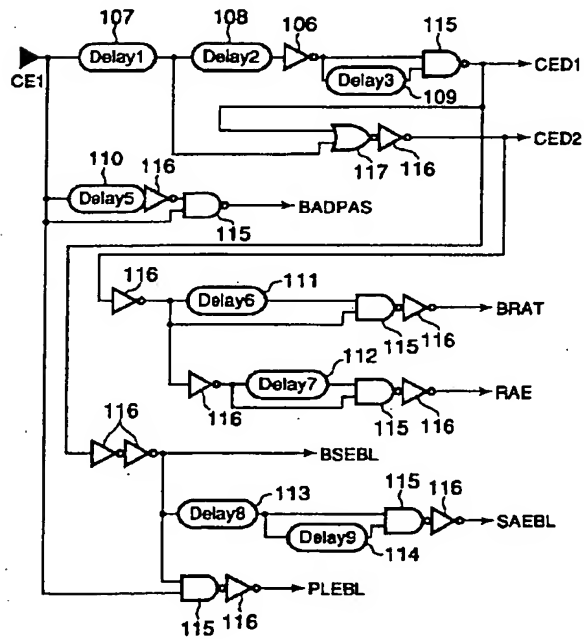 107 108 106 115
CE1 Delay1 Delay2 Delay3 CED1
109
117 116 CED2
110 116
Delay5 115 BADPAS
116 111
Delay6 115 116 BRAT
112
116 Delay7 115 116 RAE
116
BSEBL
113 115 116
Delay8 Delay9 SAEBL
114
115 116 PLEBL